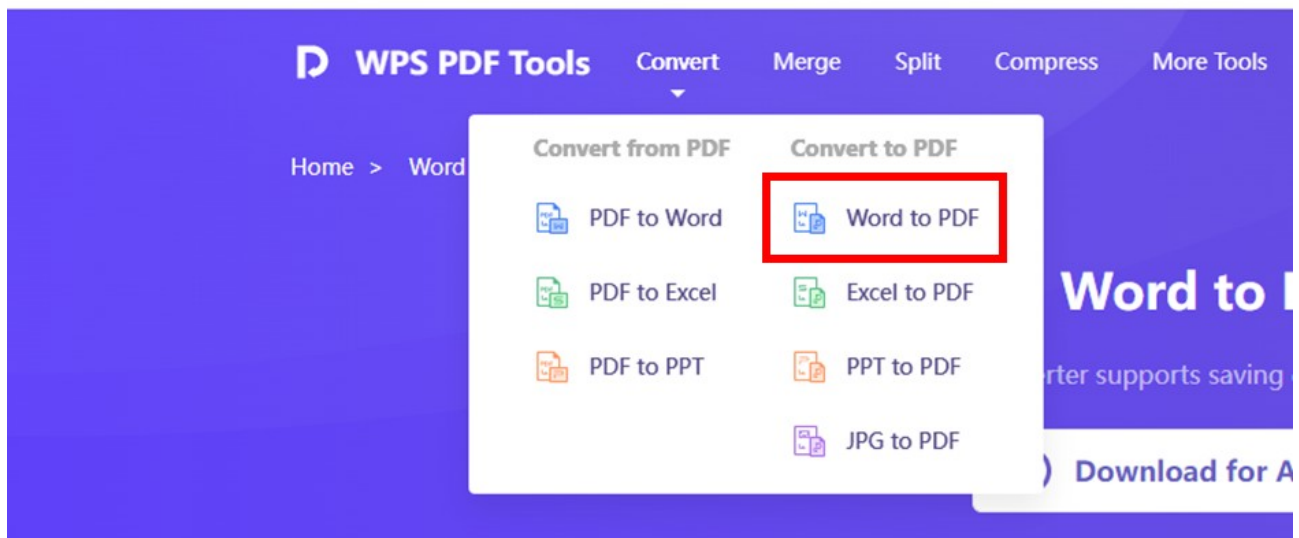 WPS PDF Tools Convert Merge Split Compress More Tools
Home > Word
Convert from PDF Convert to PDF
PDF to Word Word to PDF
PDF to Excel Excel to PDF
PDF to PPT PPT to PDF
JPG to PDF
Word to
supports saving
Download for